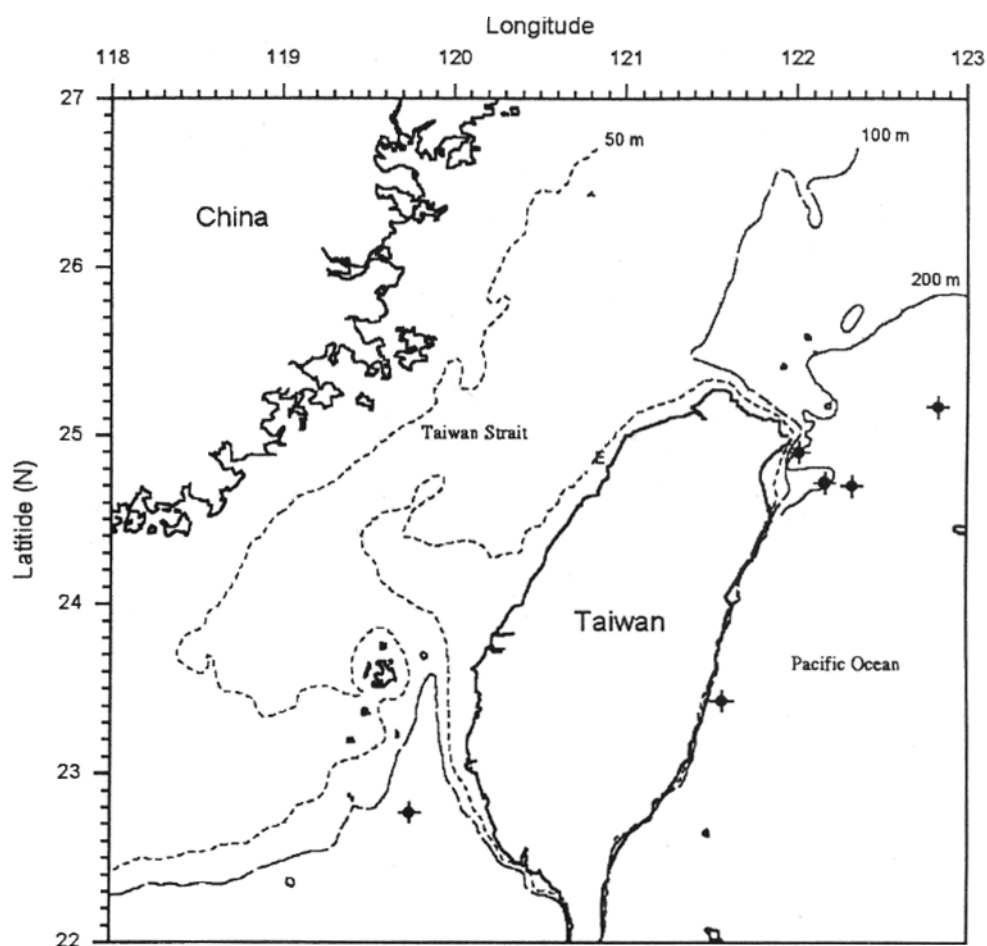 Longitude
118 119 120 121 122 123
27
50 m
100 m
China
26
200 m
Taiwan Strait
25
Latitide (N)
24
Taiwan
Pacific Ocean
23
22